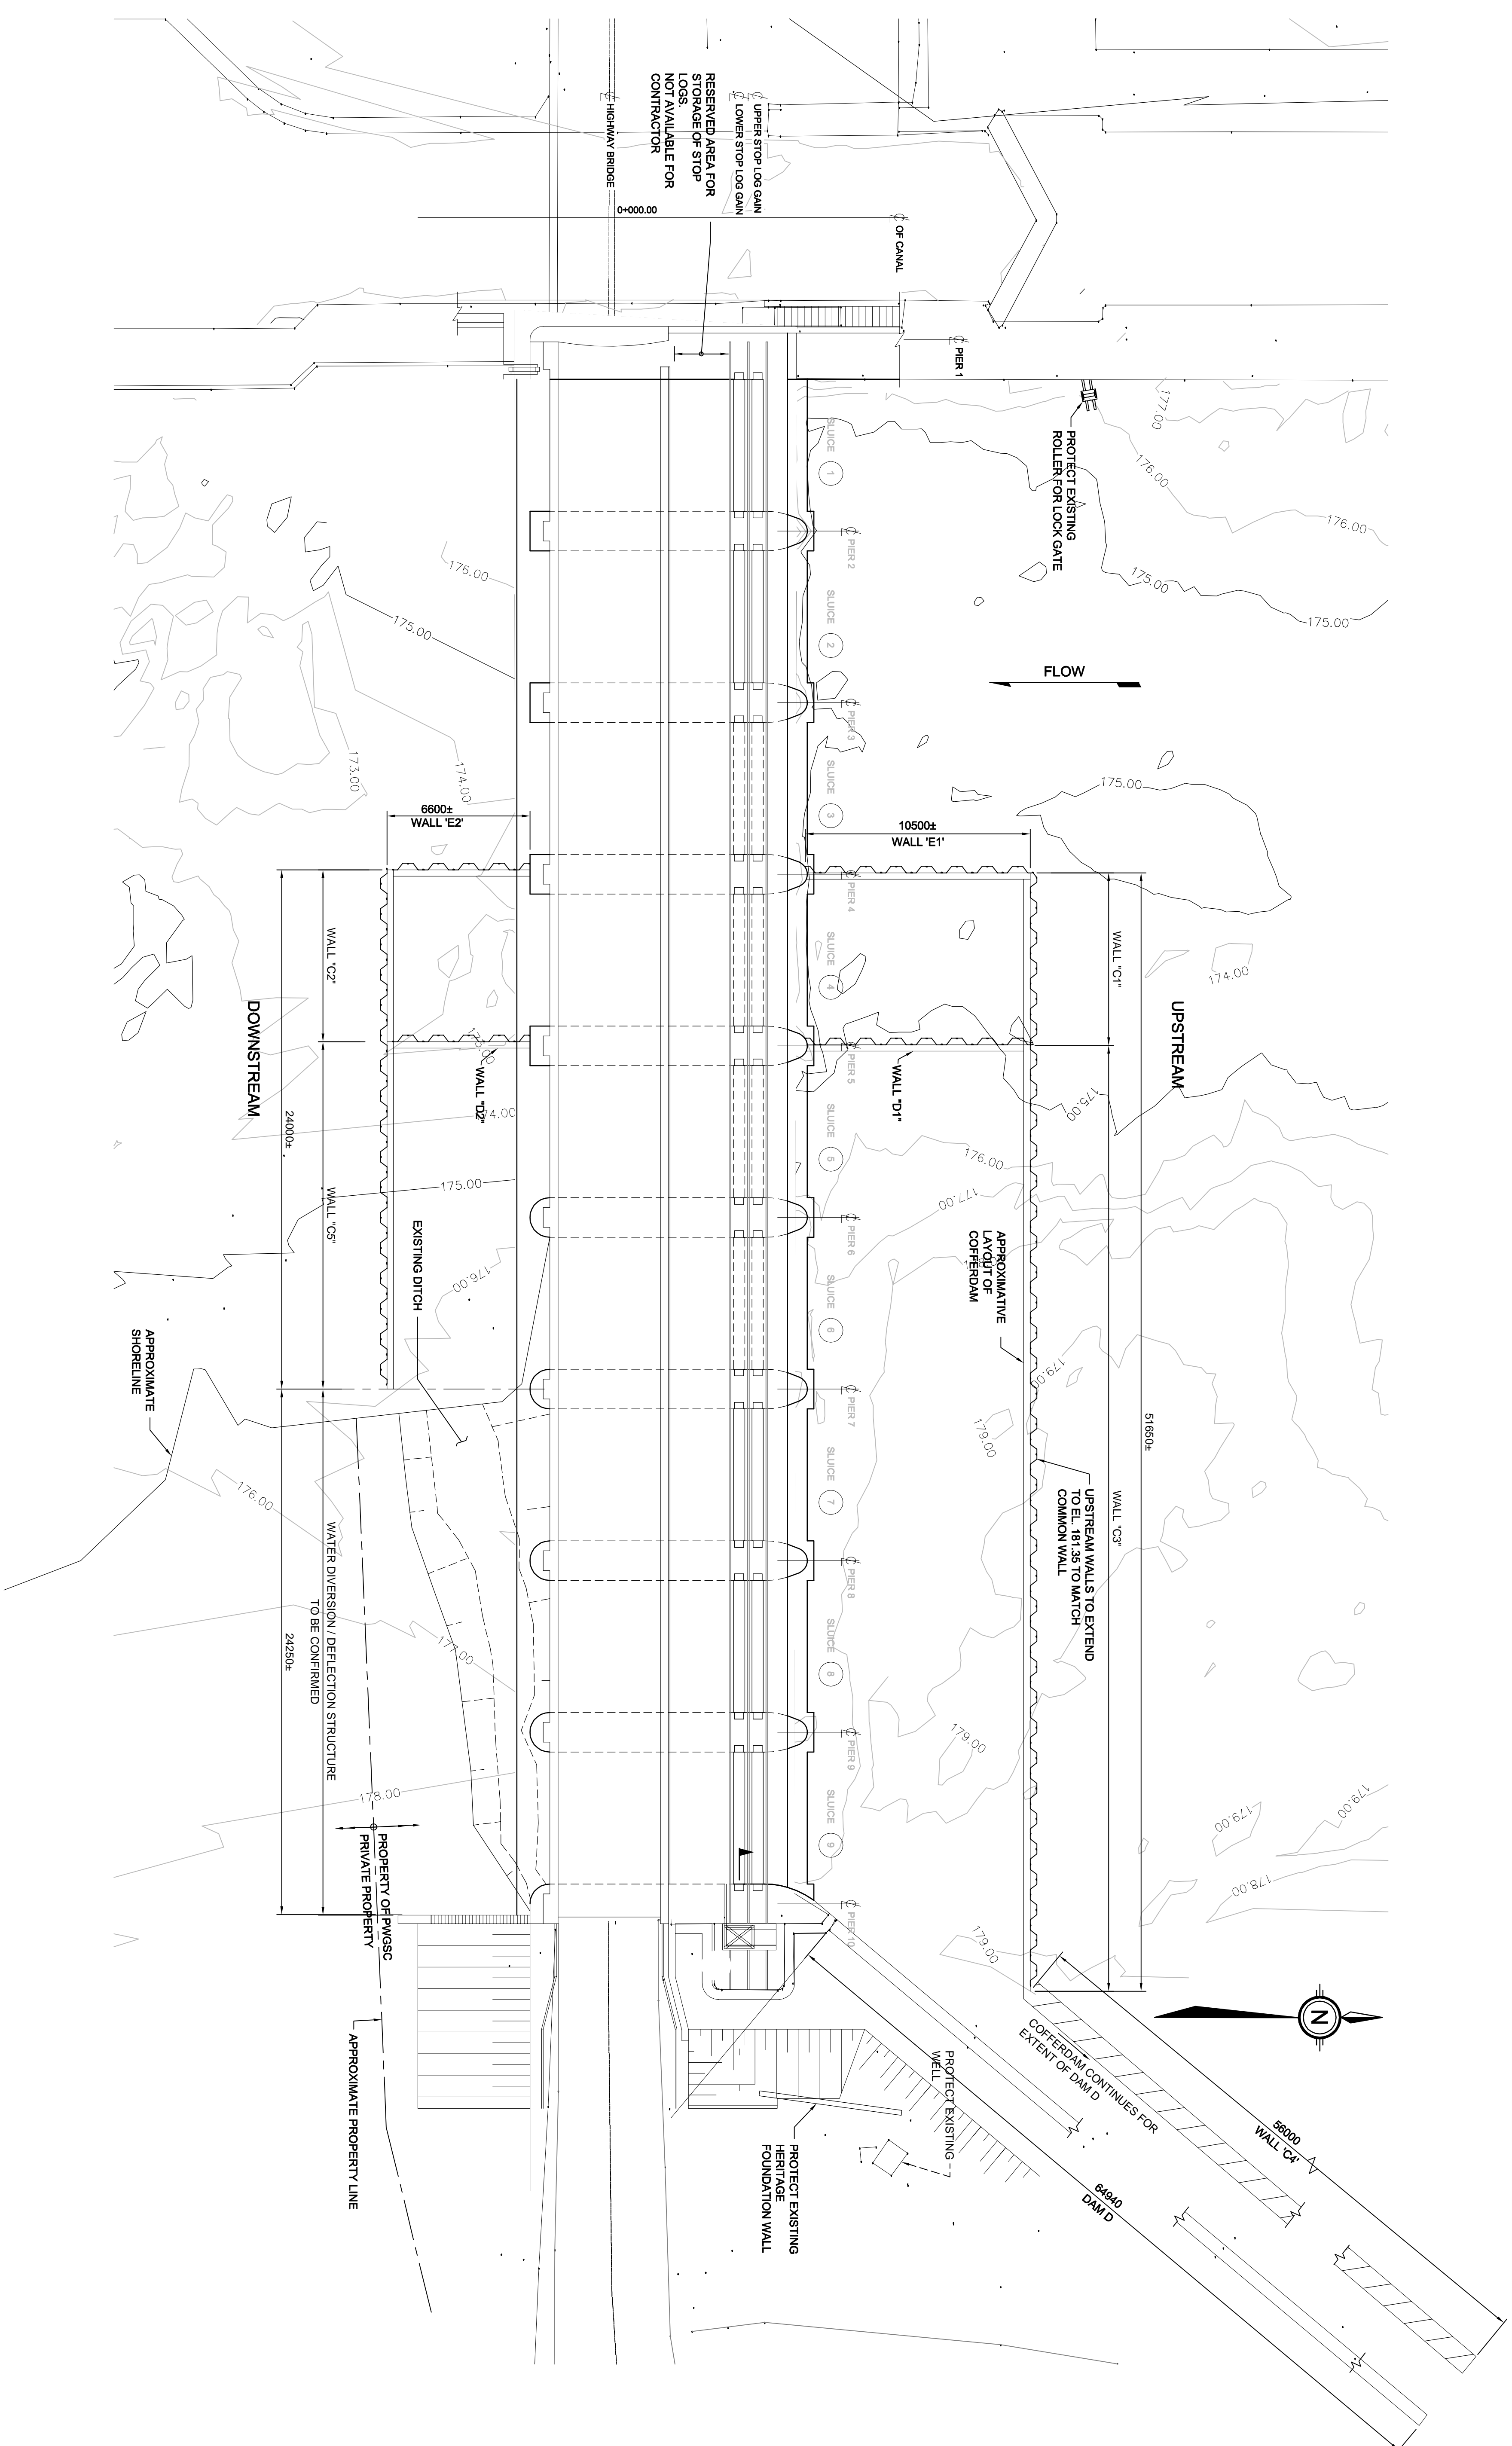 RESERVED AREA FOR
STORAGE OF STOP
LOGS.
NOT AVAILABLE FOR
CONTRACTOR
℄ UPPER STOP LOG GAIN
℄ LOWER STOP LOG GAIN
℄ HIGHWAY BRIDGE
0+000.00
℄ OF CANAL
℄ PIER 1
PROTECT EXISTING
ROLLER FOR LOCK GATE
177.00
176.00
176.00
175.00
175.00
SLUICE 1
℄ PIER 2
SLUICE 2
℄ PIER 3
SLUICE 3
℄ PIER 4
SLUICE 4
℄ PIER 5
SLUICE 5
℄ PIER 6
SLUICE 6
℄ PIER 7
SLUICE 7
℄ PIER 8
SLUICE 8
℄ PIER 9
SLUICE 9
℄ PIER 10
FLOW
176.00
175.00
174.00
173.00
6600±
WALL 'E2'
10500±
WALL 'E1'
175.00
174.00
WALL "C1"
WALL "C2"
UPSTREAM
DOWNSTREAM
WALL "D1"
WALL "D2"
175.00
174.00
175.00
175.00
176.00
177.00
176.00
24000±
WALL "C5"
EXISTING DITCH
APPROXIMATIVE
LAYOUT OF
COFFERDAM
51650±
WALL "C3"
179.00
179.00
UPSTREAM WALLS TO EXTEND
TO EL. 181.35 TO MATCH
COMMON WALL
APPROXIMATE
SHORELINE
176.00
177.00
178.00
WATER DIVERSION / DEFLECTION STRUCTURE
TO BE CONFIRMED
24250±
179.00
179.00
179.00
178.00
179.00
PROPERTY OF PWGSC
PRIVATE PROPERTY
APPROXIMATE PROPERTY LINE
N
COFFERDAM CONTINUES FOR
EXTENT OF DAM D
PROTECT EXISTING
WELL
PROTECT EXISTING
HERITAGE
FOUNDATION WALL
56000
WALL 'C4'
64940
DAM D